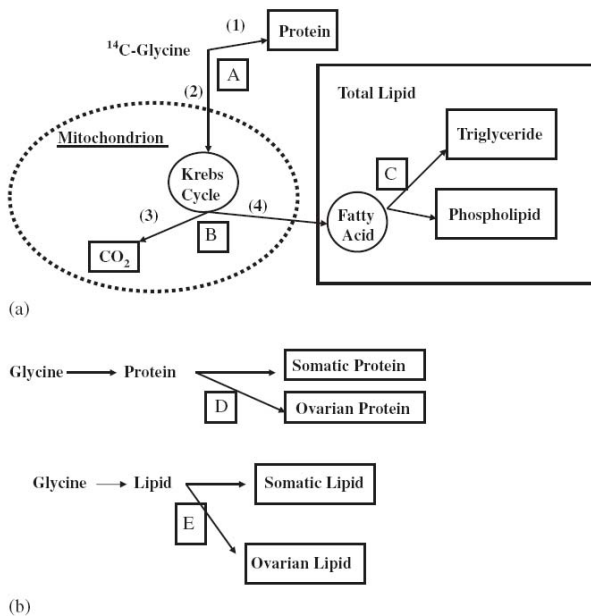 (1)
Protein
¹⁴C-Glycine
A
(2)
Total Lipid
Mitochondrion
Triglyceride
C
Krebs
Cycle
(3)
(4)
B
Fatty
Acid
Phospholipid
CO₂
(a)
Glycine
Protein
Somatic Protein
D
Ovarian Protein
Glycine
Lipid
Somatic Lipid
E
Ovarian Lipid
(b)